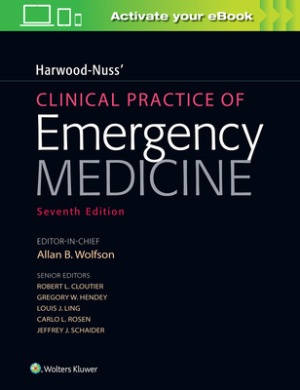 Activate your eBook
Harwood-Nuss’
CLINICAL PRACTICE OF
Emergency
MEDICINE
Seventh Edition
EDITOR-IN-CHIEF
Allan B. Wolfson
SENIOR EDITORS
ROBERT L. CLOUTIER
GREGORY W. HENDEY
LOUIS J. LING
CARLO L. ROSEN
JEFFREY J. SCHAIDER
Wolters Kluwer